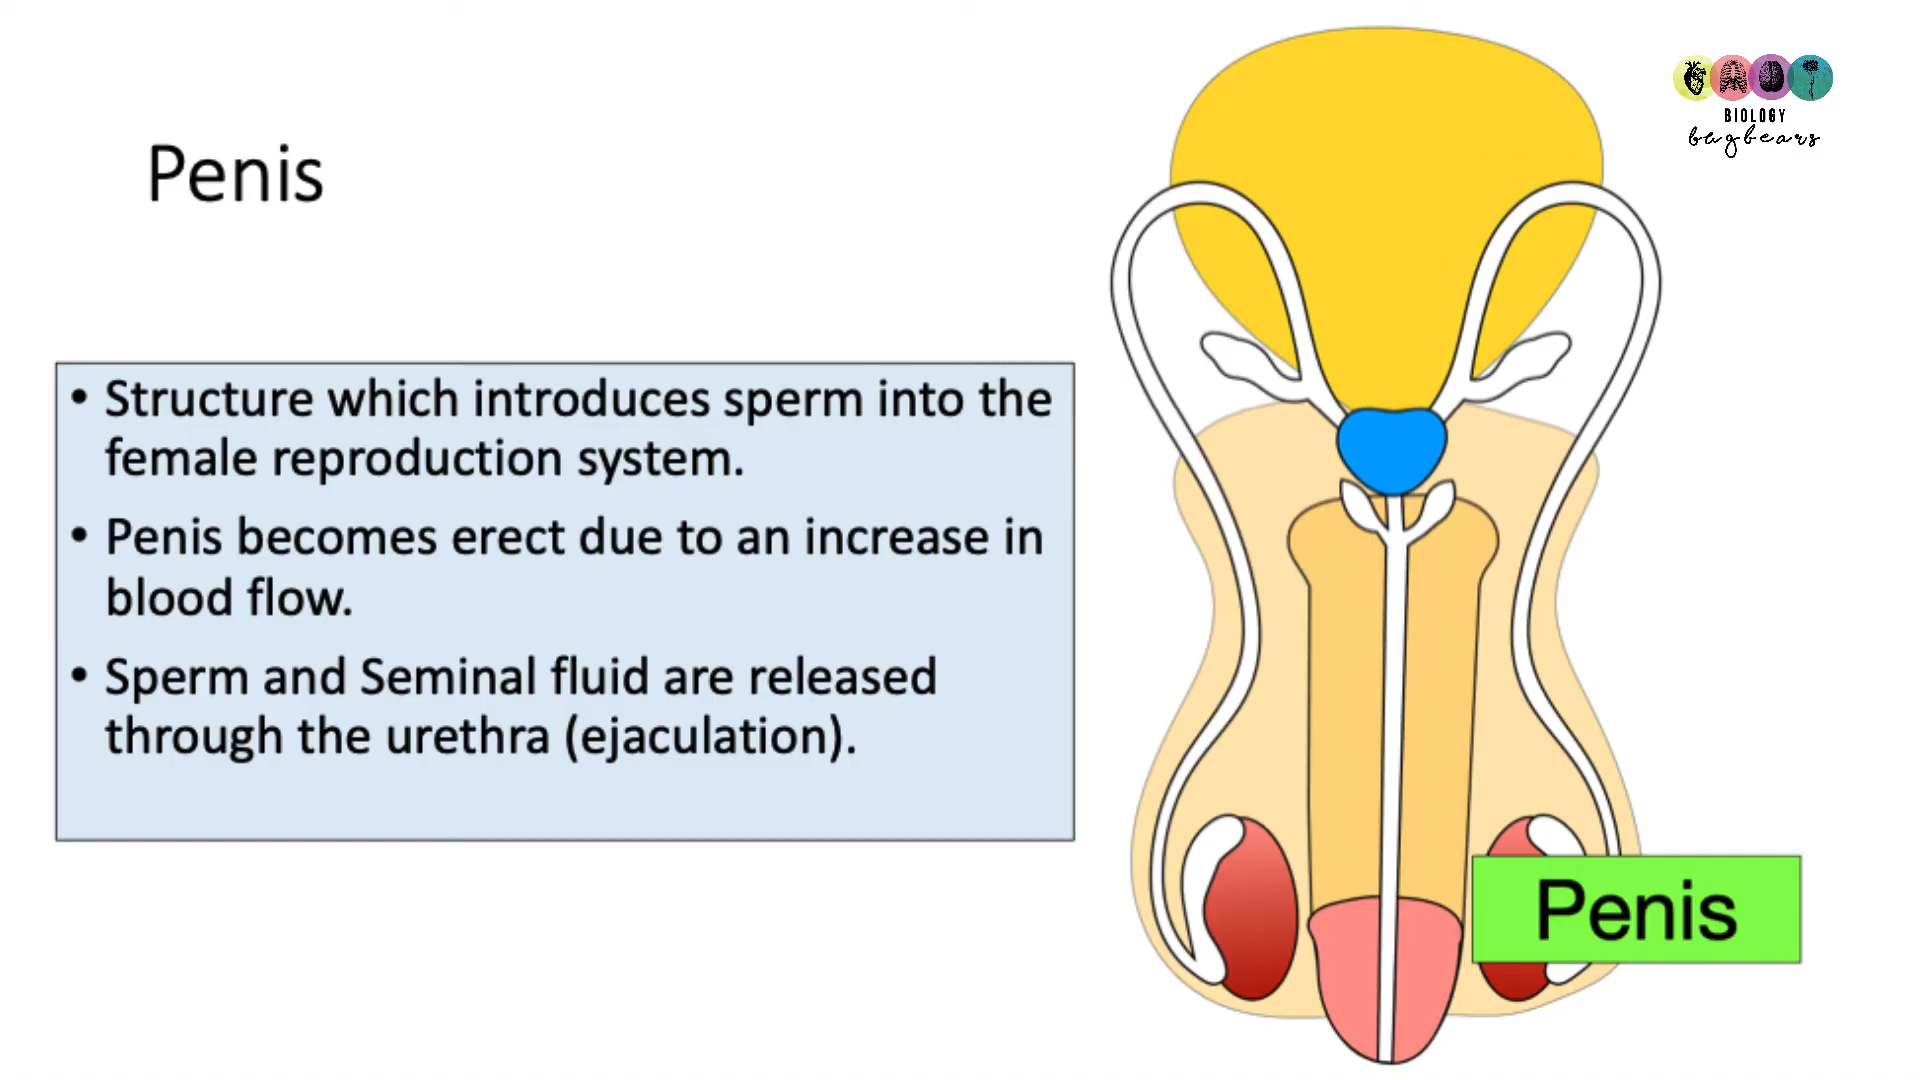 BIOLOGY
bugbears
Penis
• Structure which introduces sperm into the
female reproduction system.
• Penis becomes erect due to an increase in
blood flow.
• Sperm and Seminal fluid are released
through the urethra (ejaculation).
Penis